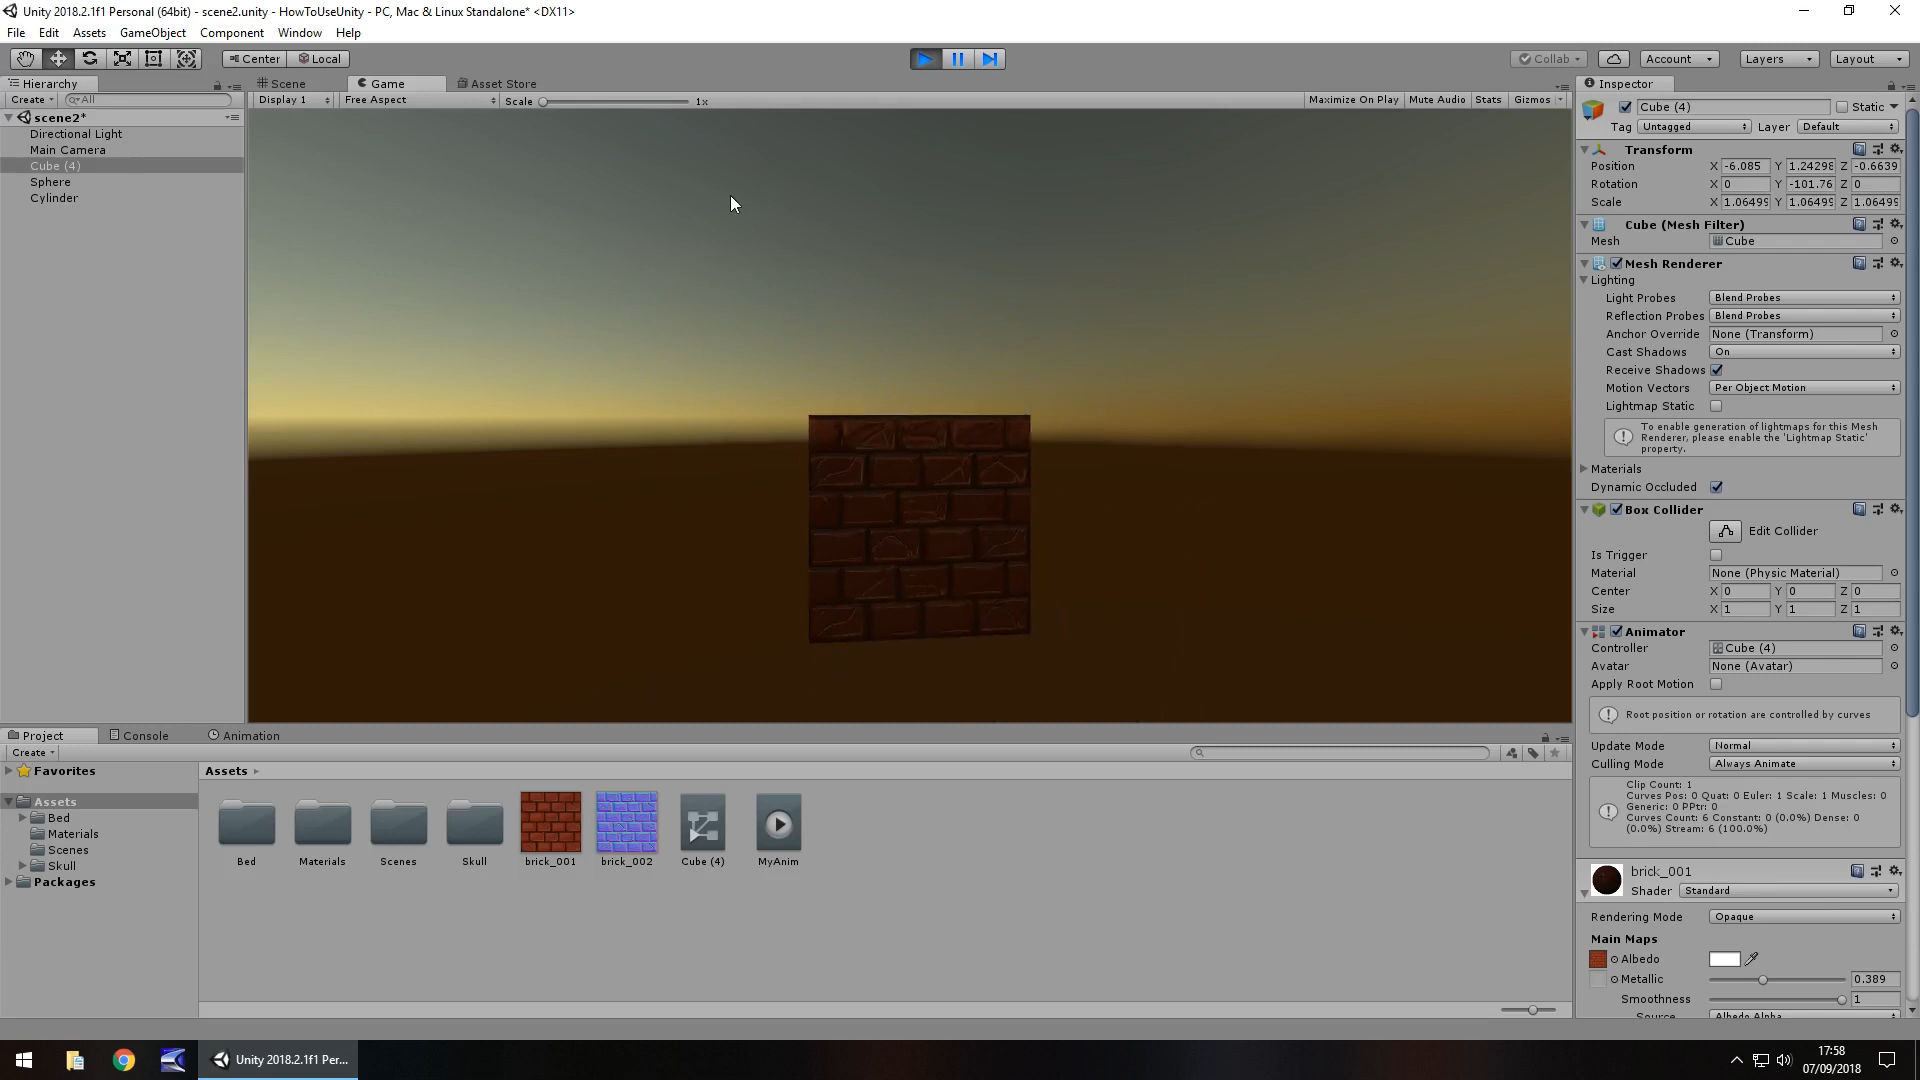 Unity 2018.2.1f1 Personal (64bit) - scene2.unity - HowToUseUnity - PC, Mac & Linux Standalone* <DX11>
File Edit Assets GameObject Component Window Help
Center Local Collab Account Layers Layout
Hierarchy
Create All
scene2*
Directional Light
Main Camera
Cube (4)
Sphere
Cylinder
Scene Game Asset Store
Display 1 Free Aspect Scale 1x Maximize On Play Mute Audio Stats Gizmos
Inspector
Cube (4) Static
Tag Untagged Layer Default
Transform
Position X -6.085 Y 1.24298 Z -0.6639
Rotation X 0 Y -101.76 Z 0
Scale X 1.06499 Y 1.06499 Z 1.06499
Cube (Mesh Filter)
Mesh Cube
Mesh Renderer
Lighting
Light Probes Blend Probes
Reflection Probes Blend Probes
Anchor Override None (Transform)
Cast Shadows On
Receive Shadows
Motion Vectors Per Object Motion
Lightmap Static
To enable generation of lightmaps for this Mesh
Renderer, please enable the 'Lightmap Static'
property.
Materials
Dynamic Occluded
Box Collider
Edit Collider
Is Trigger
Material None (Physic Material)
Center X 0 Y 0 Z 0
Size X 1 Y 1 Z 1
Animator
Controller Cube (4)
Avatar None (Avatar)
Apply Root Motion
Root position or rotation are controlled by curves
Update Mode Normal
Culling Mode Always Animate
Clip Count: 1
Curves Pos: 0 Quat: 0 Euler: 1 Scale: 1 Muscles: 0
Generic: 0 PPtr: 0
Curves Count: 6 Constant: 0 (0.0%) Dense: 0
(0.0%) Stream: 6 (100.0%)
brick_001
Shader Standard
Rendering Mode Opaque
Main Maps
Albedo
Metallic 0.389
Smoothness 1
Source Albedo Alpha
Project Console Animation
Create
Favorites
Assets
Bed
Materials
Scenes
Skull
Packages
Assets
Bed Materials Scenes Skull brick_001 brick_002 Cube (4) MyAnim
Unity 2018.2.1f1 Per...
17:58
07/09/2018